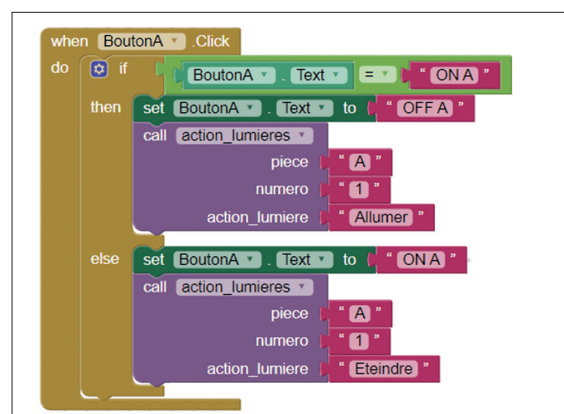 when BoutonA .Click
do if BoutonA . Text = " ON A "
then set BoutonA . Text to " OFF A "
call action_lumieres
piece " A "
numero " 1 "
action_lumiere " Allumer "
else set BoutonA . Text to " ON A "
call action_lumieres
piece " A "
numero " 1 "
action_lumiere " Eteindre "